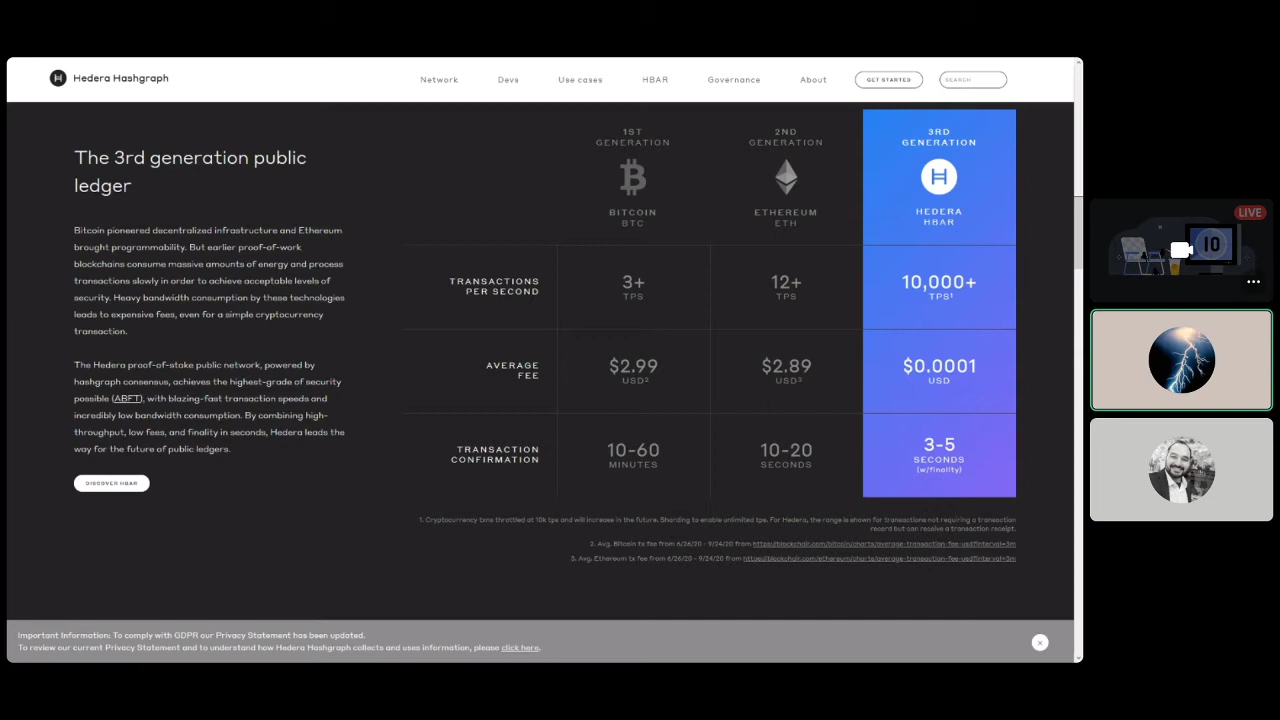 Hedera Hashgraph
Network Devs Use cases HBAR Governance About GET STARTED SEARCH
The 3rd generation public
ledger
Bitcoin pioneered decentralized infrastructure and Ethereum
brought programmability. But earlier proof-of-work
blockchains consume massive amounts of energy and process
transactions slowly in order to achieve acceptable levels of
security. Heavy bandwidth consumption by these technologies
leads to expensive fees, even for a simple cryptocurrency
transaction.
The Hedera proof-of-stake public network, powered by
hashgraph consensus, achieves the highest-grade of security
possible (ABFT), with blazing-fast transaction speeds and
incredibly low bandwidth consumption. By combining high-
throughput, low fees, and finality in seconds, Hedera leads the
way for the future of public ledgers.
DISCOVER HBAR
1ST
GENERATION
BITCOIN
BTC
2ND
GENERATION
ETHEREUM
ETH
3RD
GENERATION
HEDERA
HBAR
TRANSACTIONS
PER SECOND
3+
TPS
12+
TPS
10,000+
TPS¹
AVERAGE
FEE
$2.99
USD²
$2.89
USD³
$0.0001
USD
TRANSACTION
CONFIRMATION
10-60
MINUTES
10-20
SECONDS
3-5
SECONDS
(w/finality)
1. Cryptocurrency txns throttled at 10k tps and will increase in the future. Sharding to enable unlimited tps. For Hedera, the range is shown for transactions not requiring a transaction
record but can receive a transaction receipt.
2. Avg. Bitcoin tx fee from 6/26/20 - 9/24/20 from https://blockchair.com/bitcoin/charts/average-transaction-fee-usd?interval=3m
3. Avg. Ethereum tx fee from 6/26/20 - 9/24/20 from https://blockchair.com/ethereum/charts/average-transaction-fee-usd?interval=3m
Important Information: To comply with GDPR our Privacy Statement has been updated.
To review our current Privacy Statement and to understand how Hedera Hashgraph collects and uses information, please click here.
LIVE
10